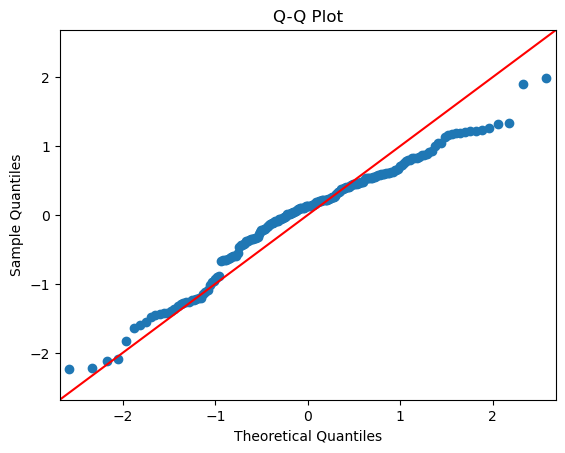 Q-Q Plot
2
1
0
−1
−2
Sample Quantiles
−2 −1 0 1 2
Theoretical Quantiles